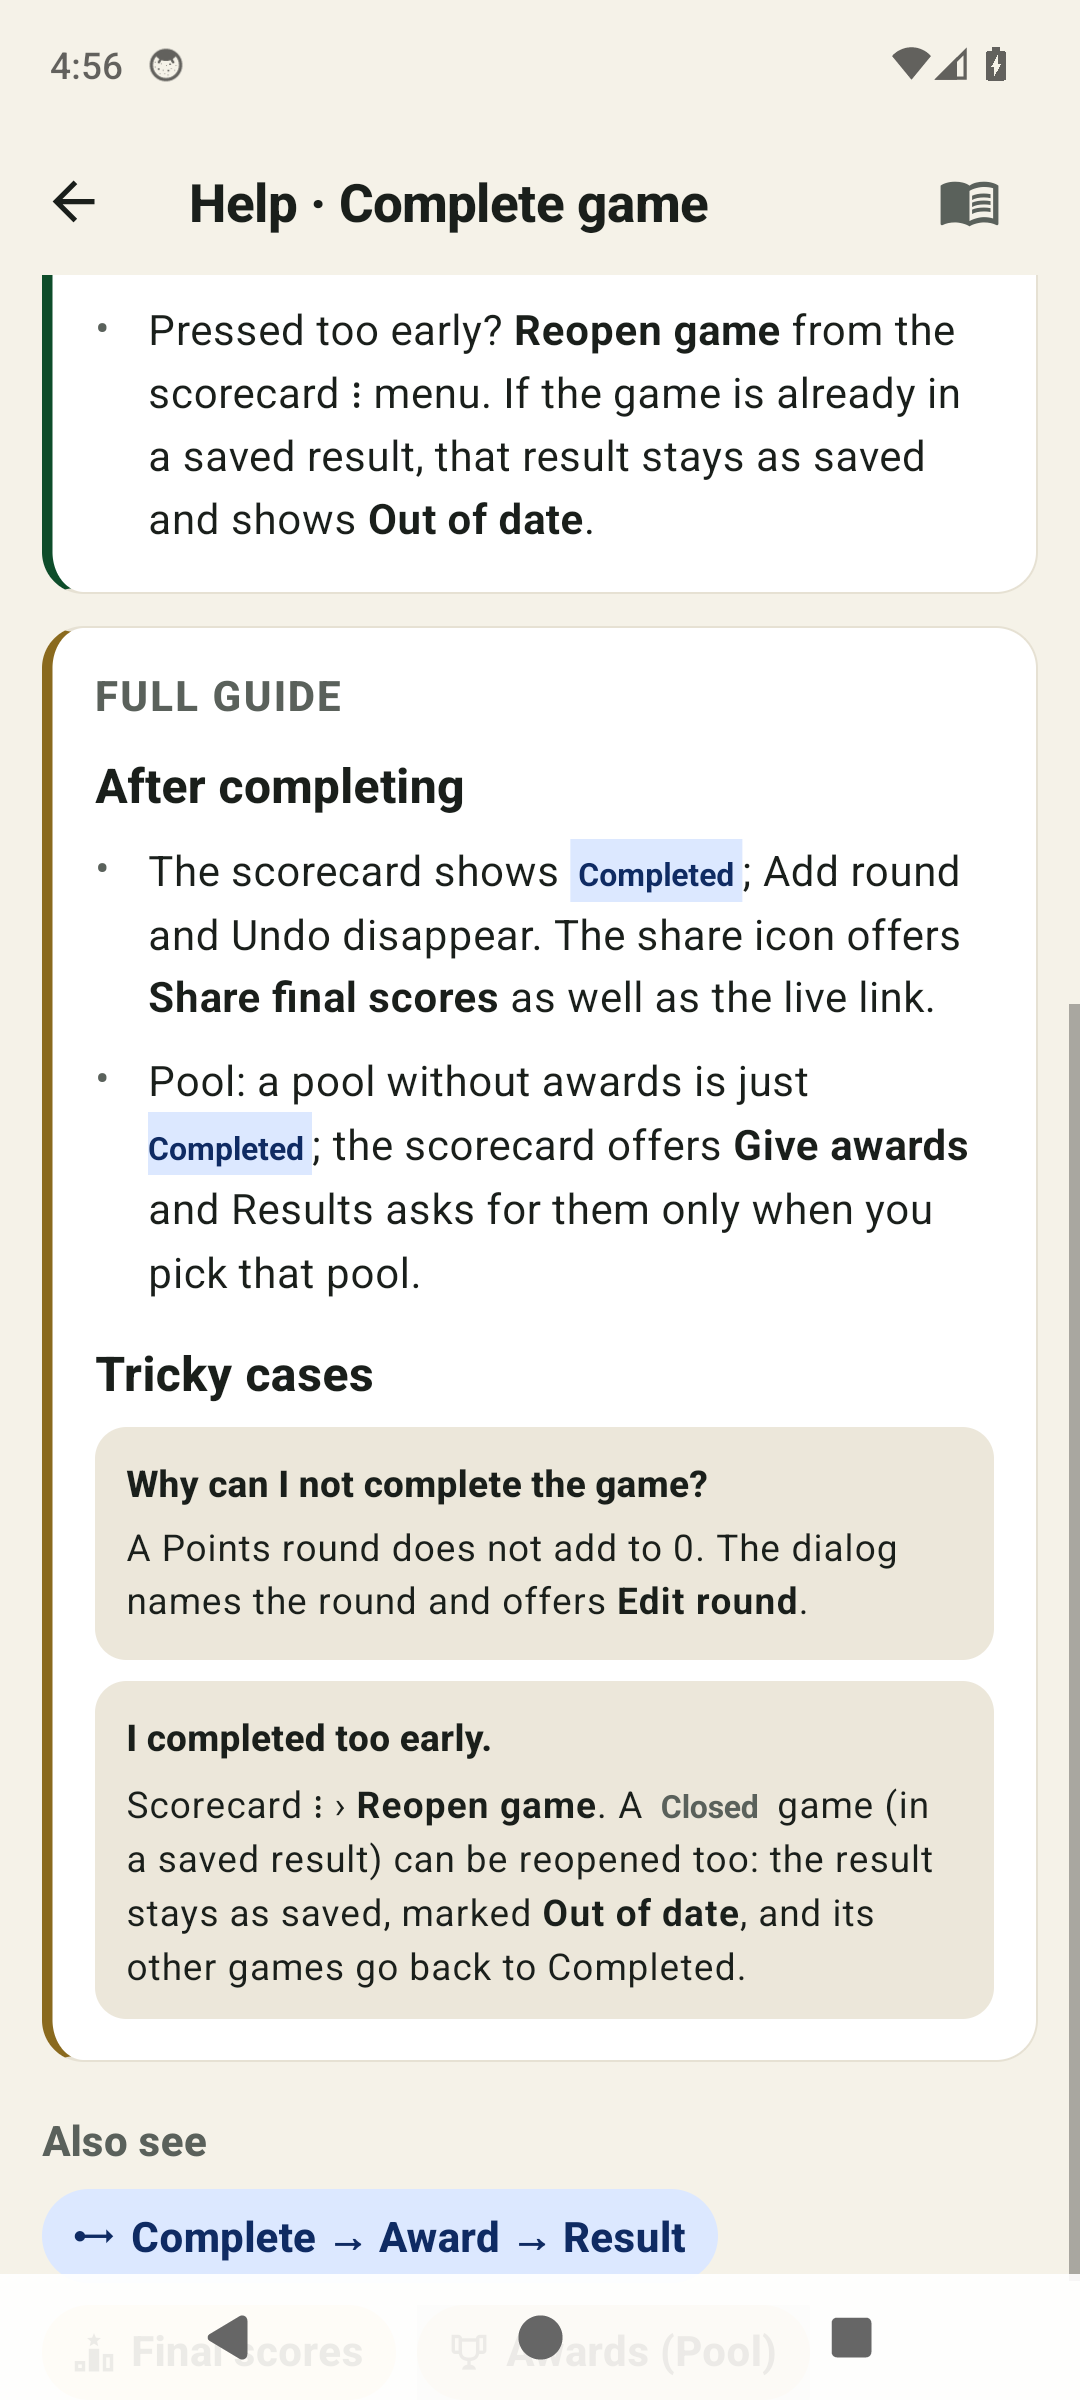 4:56
Help · Complete game
• Pressed too early? Reopen game from the
scorecard ⋮ menu. If the game is already in
a saved result, that result stays as saved
and shows Out of date.
FULL GUIDE
After completing
• The scorecard shows Completed; Add round
and Undo disappear. The share icon offers
Share final scores as well as the live link.
• Pool: a pool without awards is just
Completed; the scorecard offers Give awards
and Results asks for them only when you
pick that pool.
Tricky cases
Why can I not complete the game?
A Points round does not add to 0. The dialog
names the round and offers Edit round.
I completed too early.
Scorecard ⋮ › Reopen game. A Closed game (in
a saved result) can be reopened too: the result
stays as saved, marked Out of date, and its
other games go back to Completed.
Also see
Complete → Award → Result
Final scores Awards (Pool)